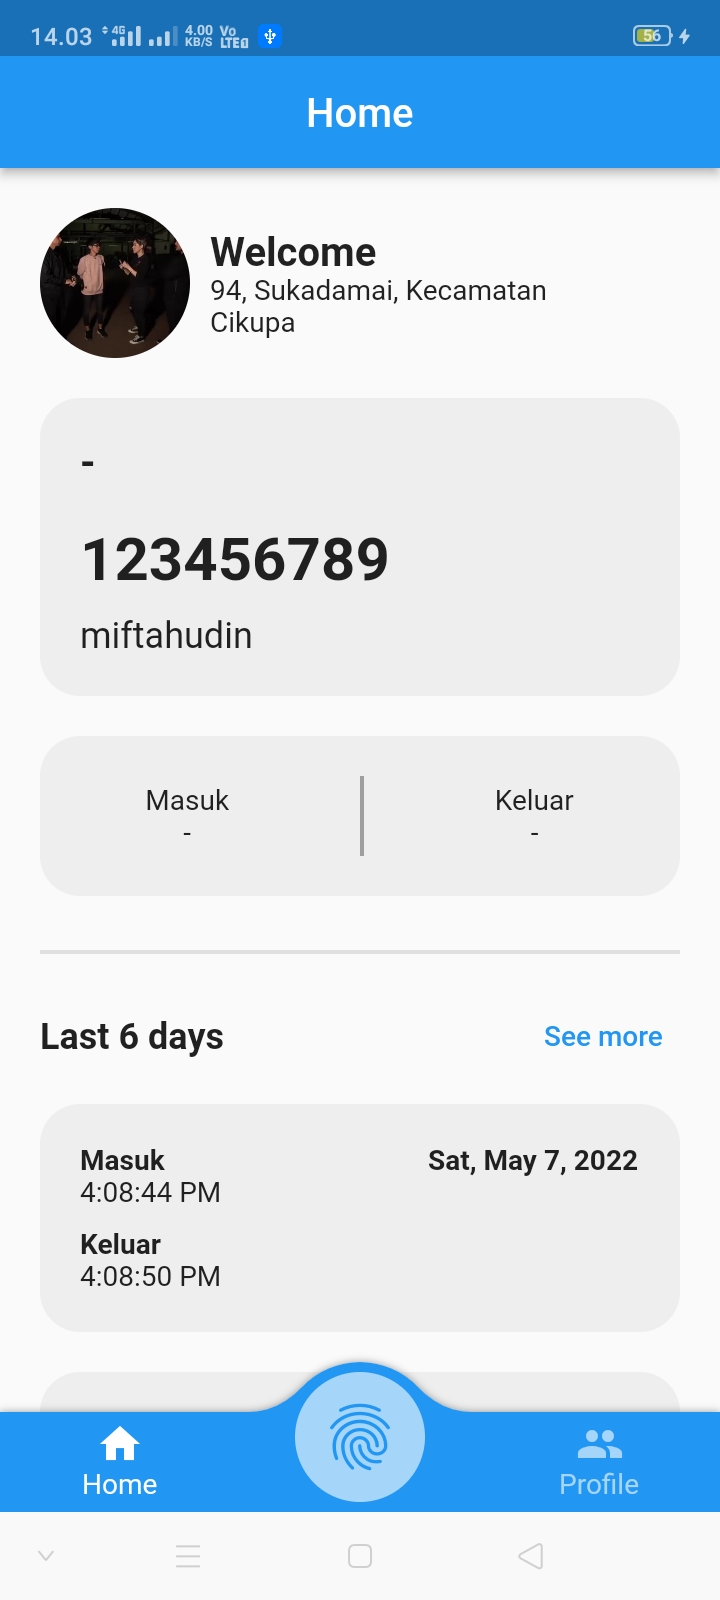 14.03 4G 4.00 KB/S Vo LTE 56
Home
Welcome
94, Sukadamai, Kecamatan
Cikupa
-
123456789
miftahudin
Masuk Keluar
- -
Last 6 days See more
Masuk Sat, May 7, 2022
4:08:44 PM
Keluar
4:08:50 PM
Home Profile